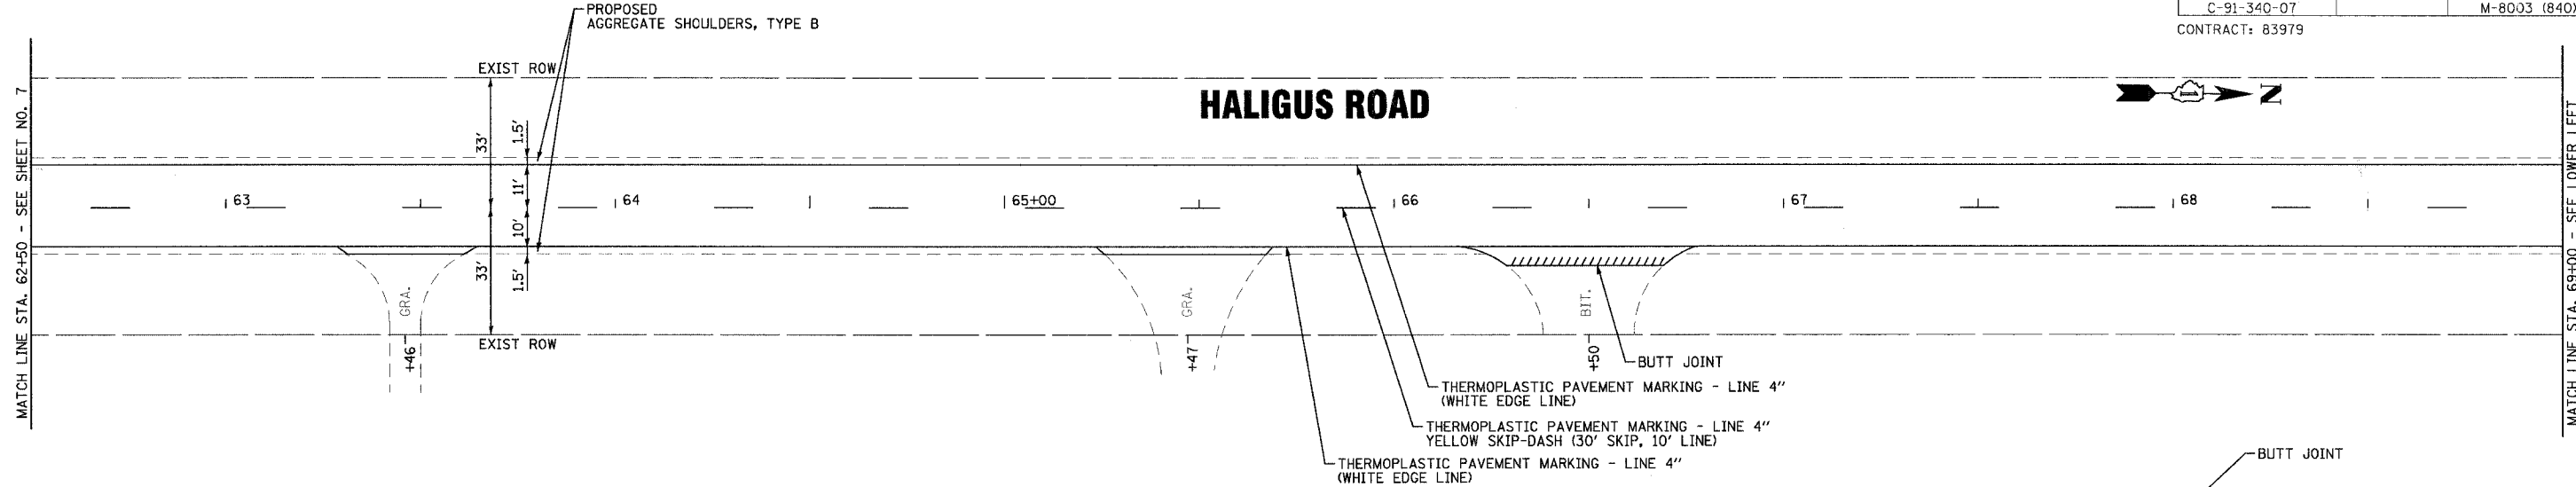 C-91-340-07 M-8003 (840)
CONTRACT: 83979
PROPOSED
AGGREGATE SHOULDERS, TYPE B
EXIST ROW
HALIGUS ROAD
N
MATCH LINE STA. 62+50 - SEE SHEET NO. 7
33'
1.5'
11'
63
64
65+00
66
67
68
10'
33'
1.5'
GRA.
GRA.
BIT.
EXIST ROW
+46
+47
+50
BUTT JOINT
THERMOPLASTIC PAVEMENT MARKING - LINE 4"
(WHITE EDGE LINE)
THERMOPLASTIC PAVEMENT MARKING - LINE 4"
YELLOW SKIP-DASH (30' SKIP, 10' LINE)
THERMOPLASTIC PAVEMENT MARKING - LINE 4"
(WHITE EDGE LINE)
MATCH LINE STA. 69+00 - SEE LOWER LEFT
BUTT JOINT